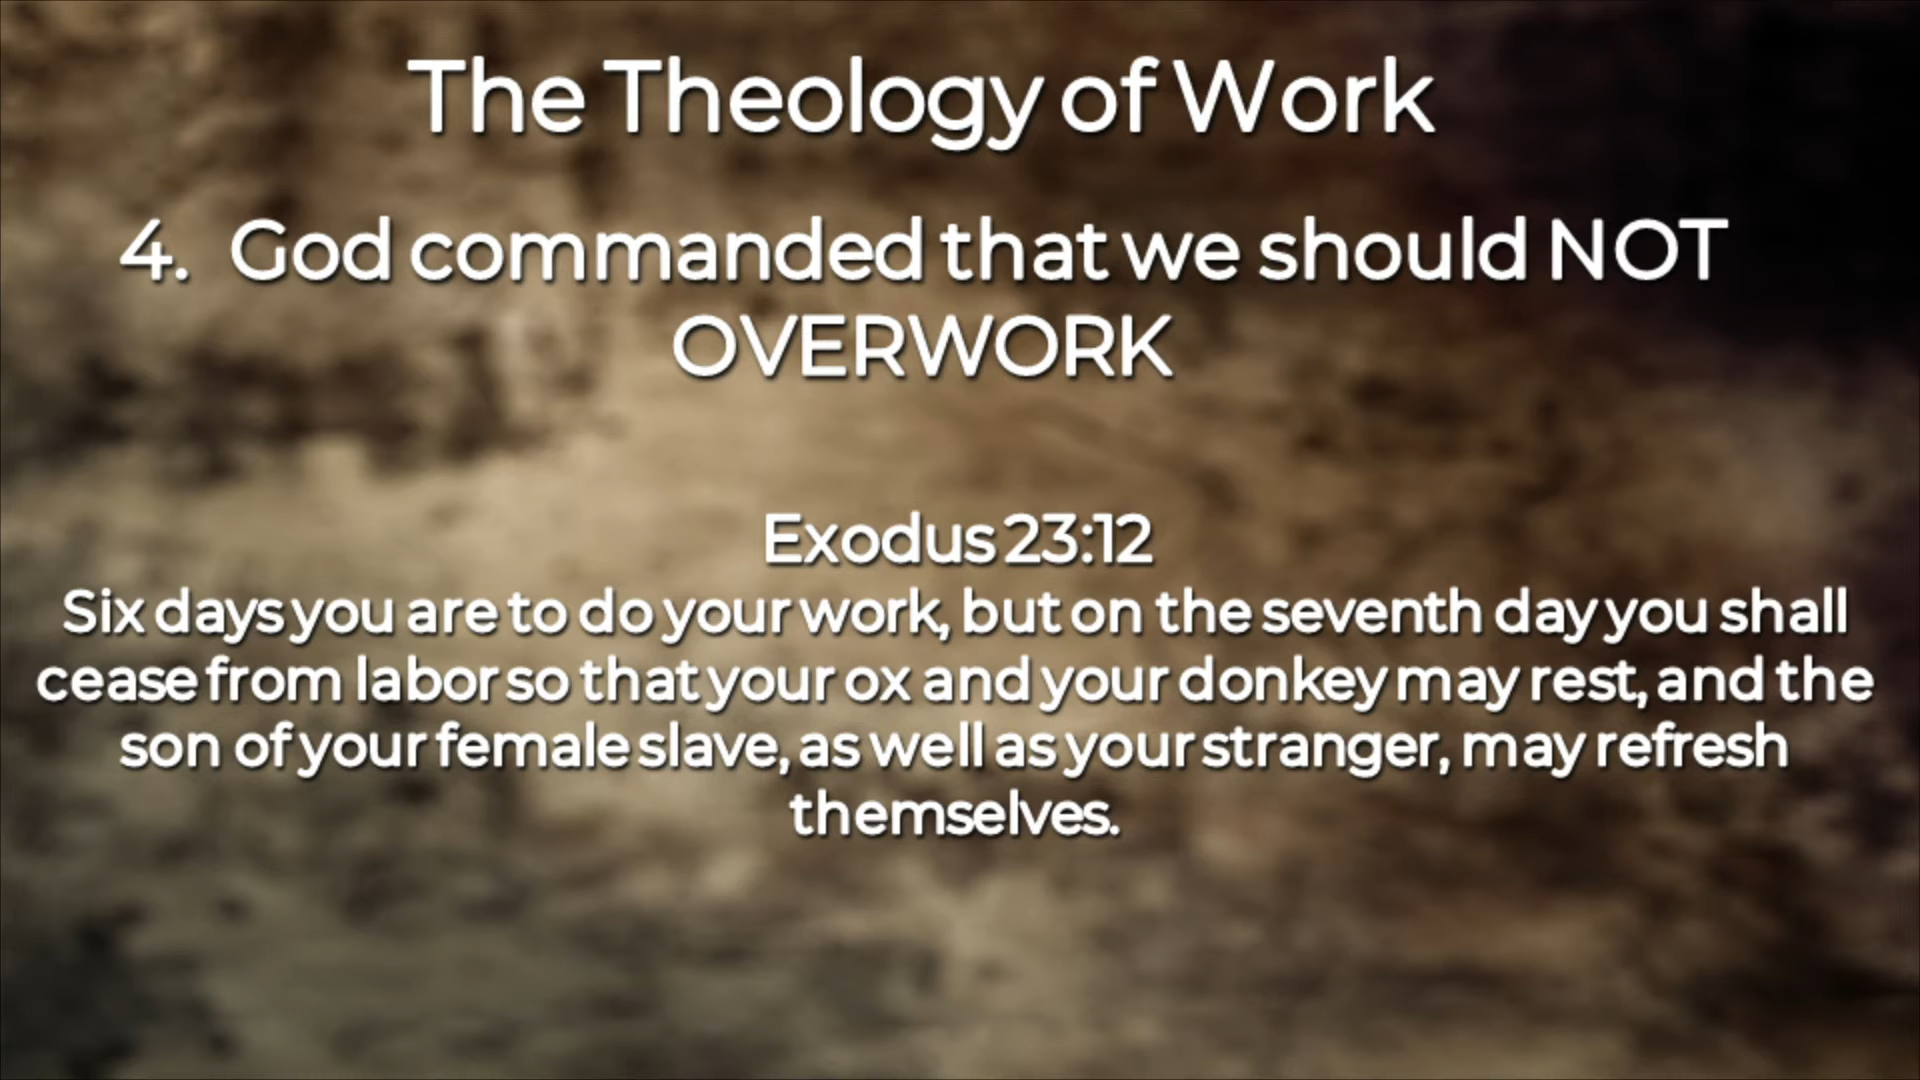 The Theology of Work
4. God commanded that we should NOT
OVERWORK
Exodus 23:12
Six days you are to do your work, but on the seventh day you shall
cease from labor so that your ox and your donkey may rest, and the
son of your female slave, as well as your stranger, may refresh
themselves.